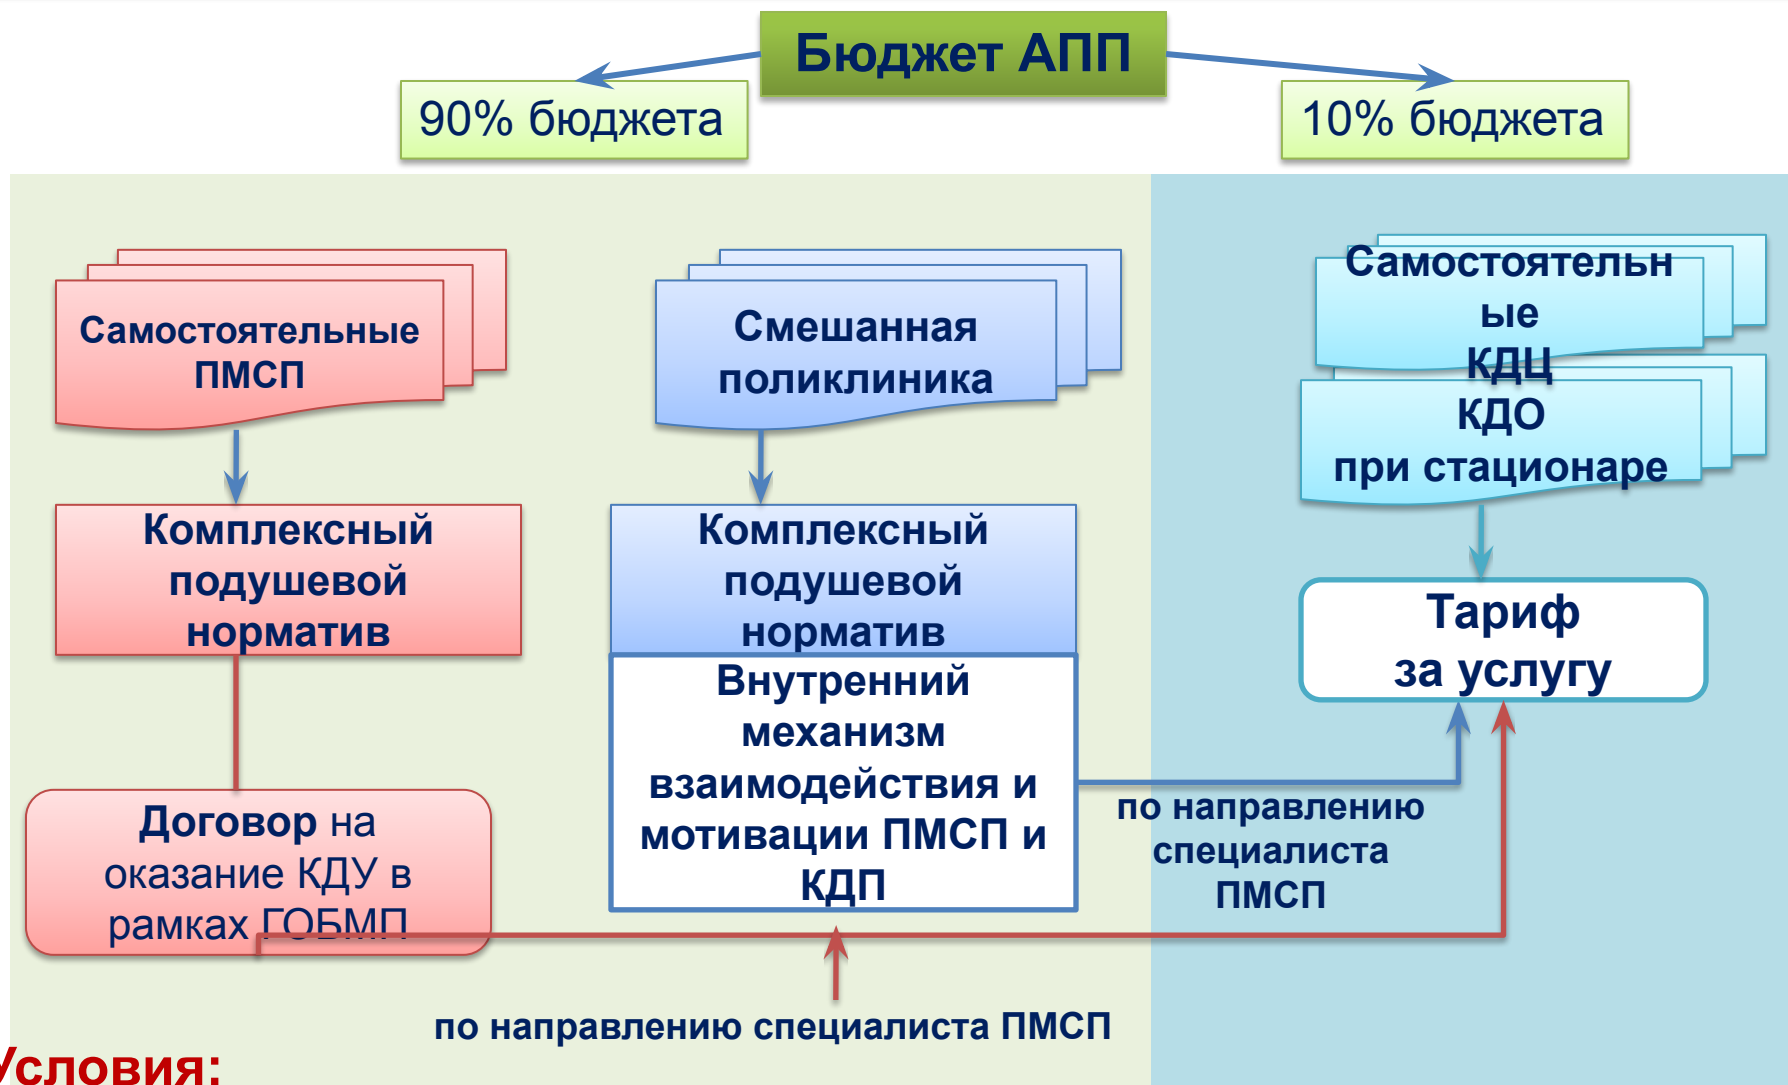 Бюджет АПП
90% бюджета
10% бюджета
Самостоятельные
ПМСП
Смешанная
поликлиника
Самостоятельн
ые
КДЦ
КДО
при стационаре
Комплексный
подушевой
норматив
Комплексный
подушевой
норматив
Тариф
за услугу
Внутренний
механизм
взаимодействия и
мотивации ПМСП и
КДП
Договор на
оказание КДУ в
рамках ГОБМП
по направлению
специалиста
ПМСП
по направлению специалиста ПМСП
Условия: